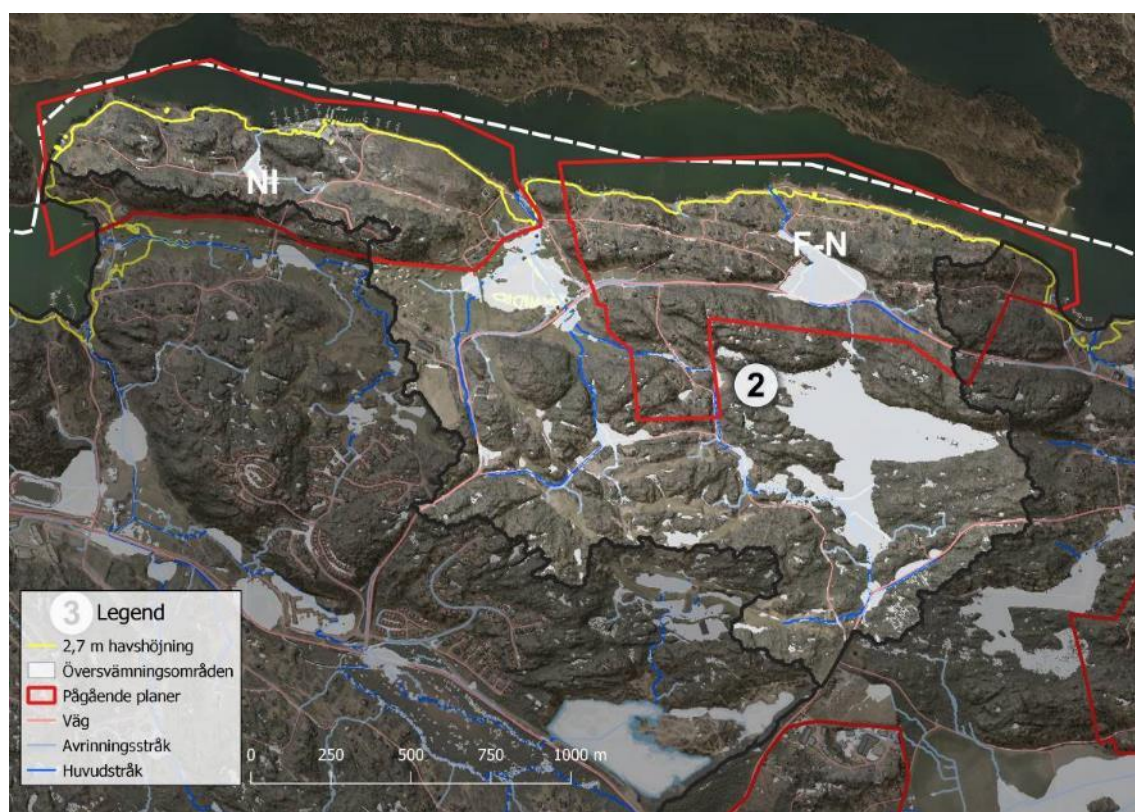 NI
F-N
2
3 Legend
2,7 m havshöjning
Översvämningsområden
Pågående planer
Väg
Avrinningsstråk
Huvudstråk
0 250 500 750 1000 m